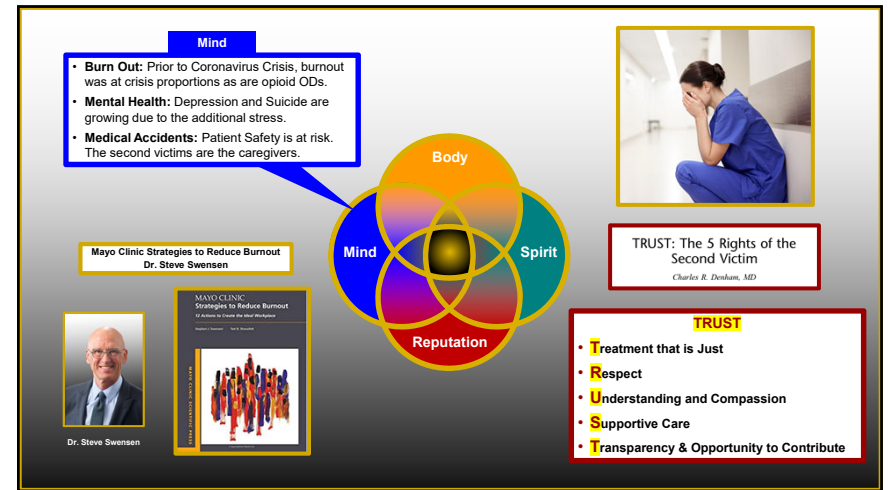 Mind
• Burn Out: Prior to Coronavirus Crisis, burnout
was at crisis proportions as are opioid ODs.
• Mental Health: Depression and Suicide are
growing due to the additional stress.
• Medical Accidents: Patient Safety is at risk.
The second victims are the caregivers.
Body
Mind
Spirit
Reputation
Mayo Clinic Strategies to Reduce Burnout
Dr. Steve Swensen
MAYO CLINIC
Strategies to Reduce Burnout
12 Actions to Create the Ideal Workplace
MAYO CLINIC SCIENTIFIC PRESS
Dr. Steve Swensen
TRUST: The 5 Rights of the
Second Victim
Charles R. Denham, MD
TRUST
• Treatment that is Just
• Respect
• Understanding and Compassion
• Supportive Care
• Transparency & Opportunity to Contribute